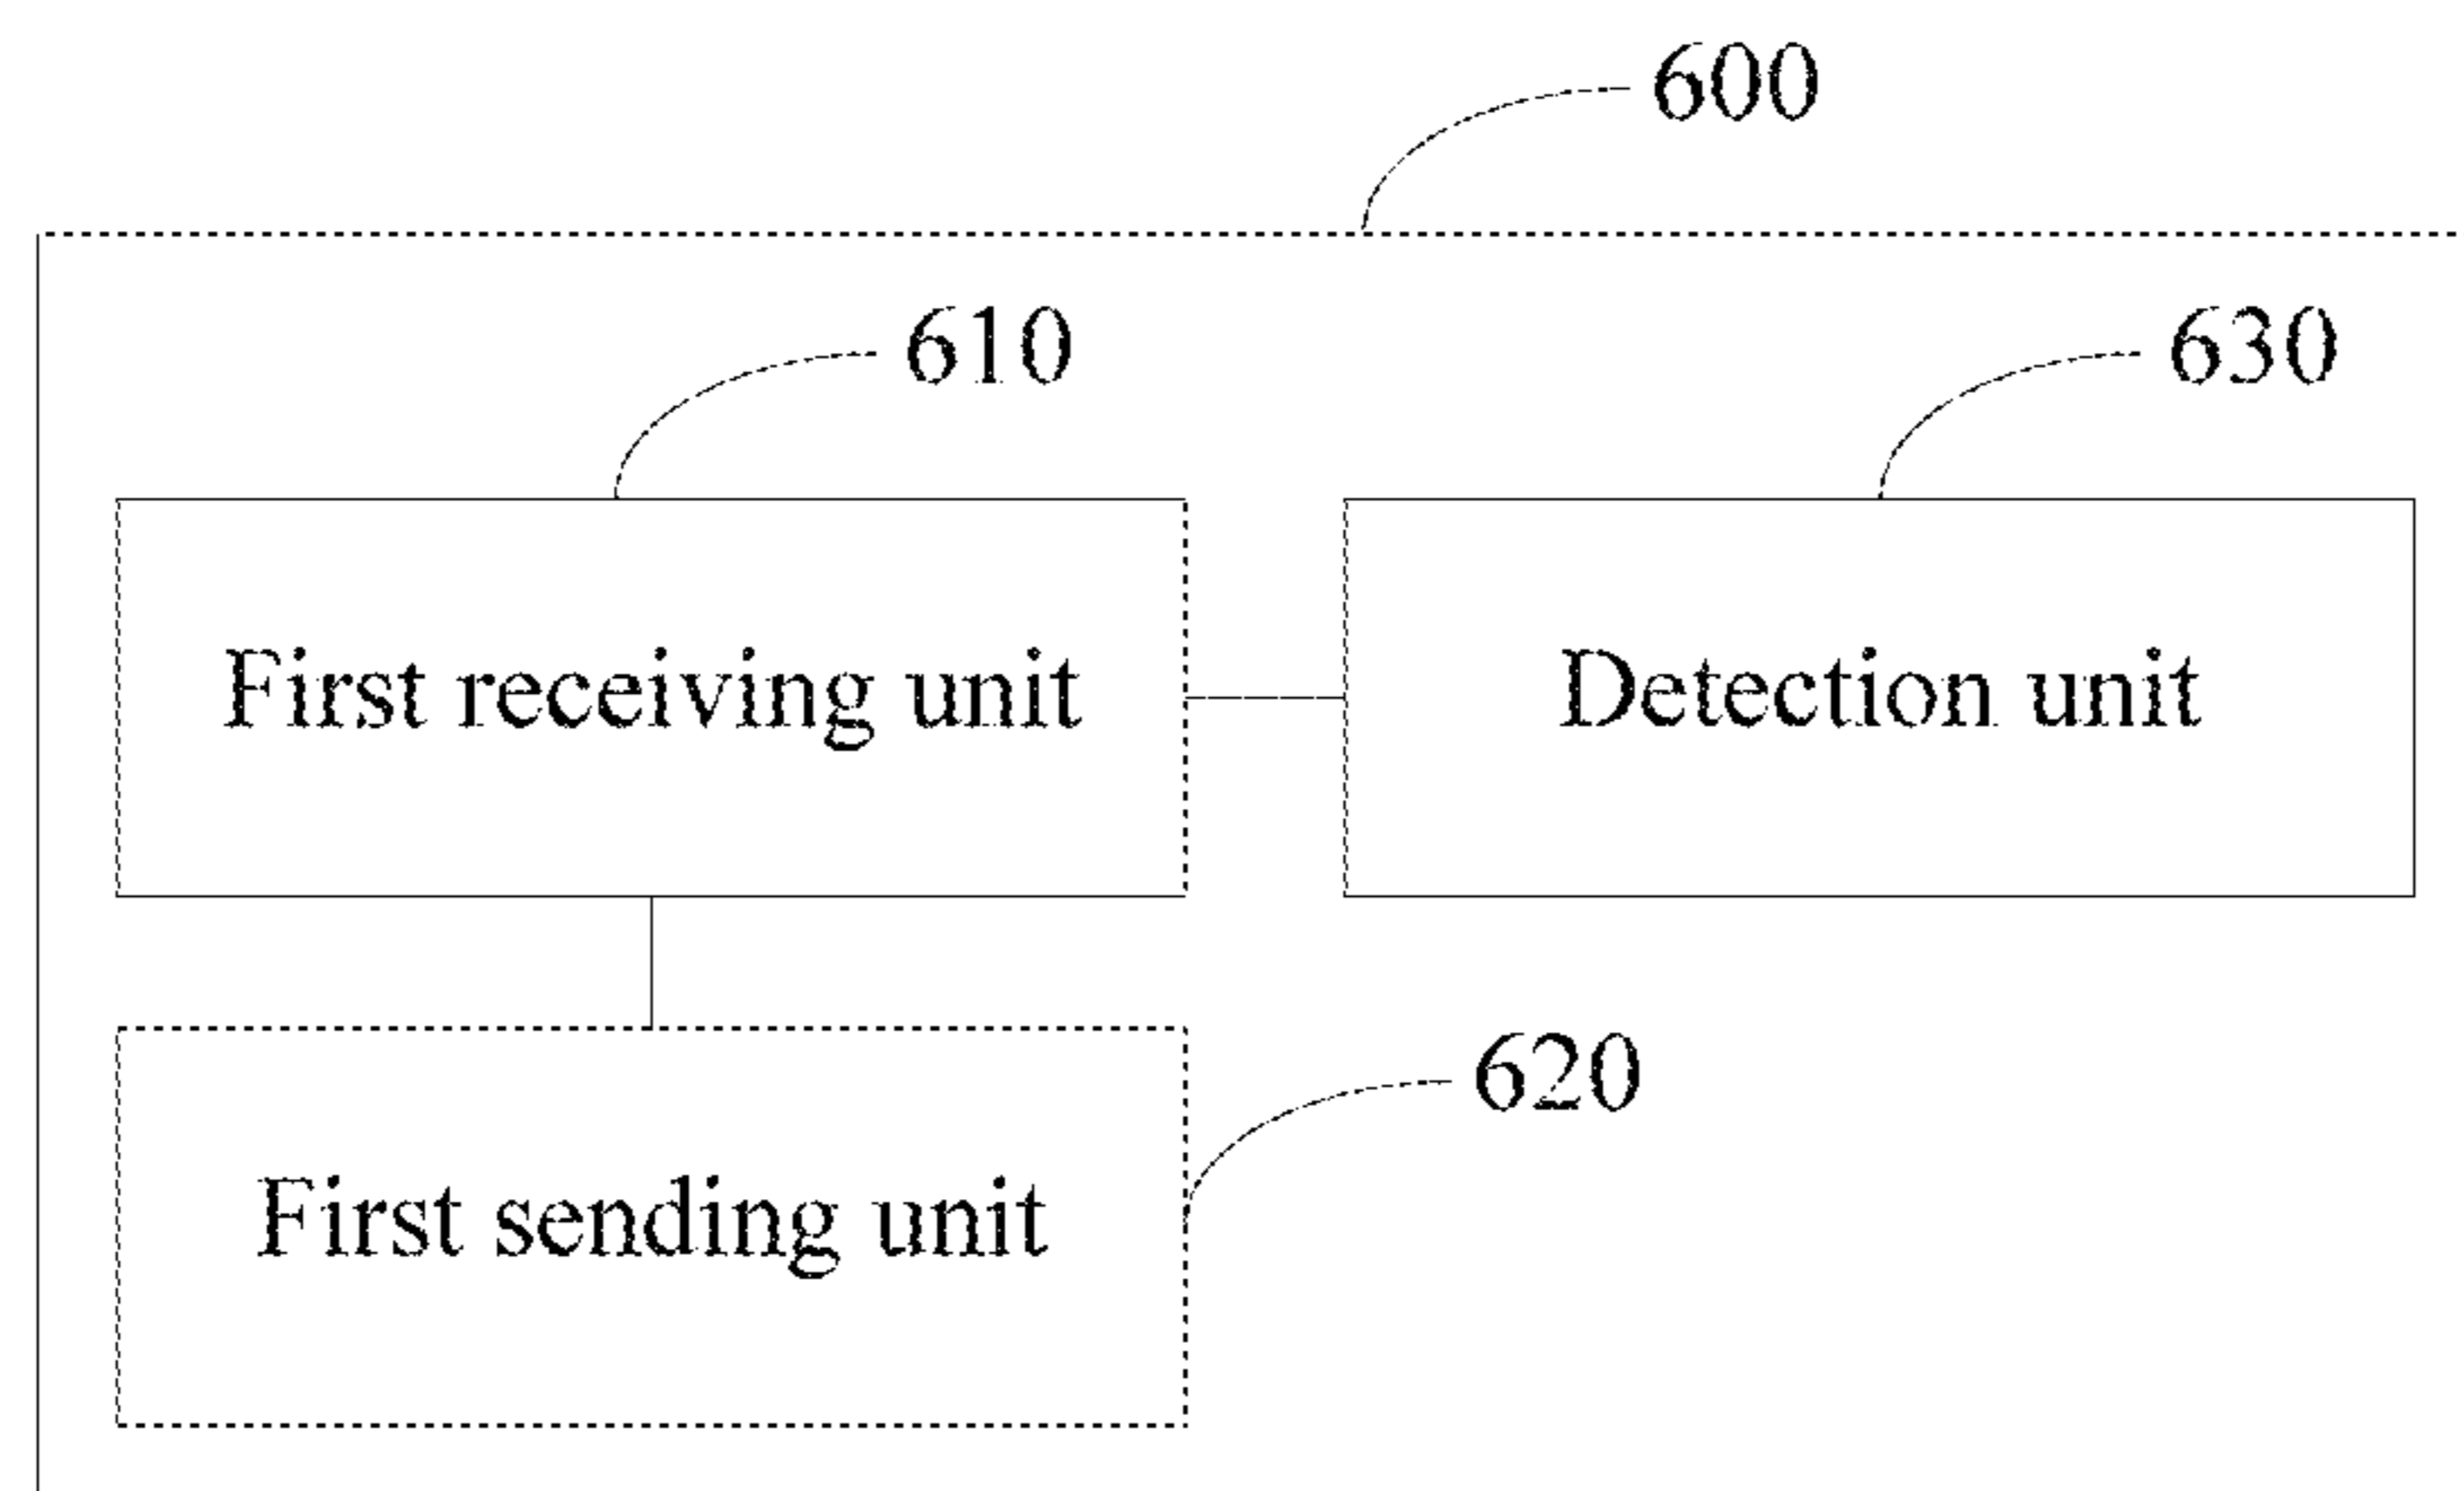 600
610
630
First receiving unit
Detection unit
620
First sending unit